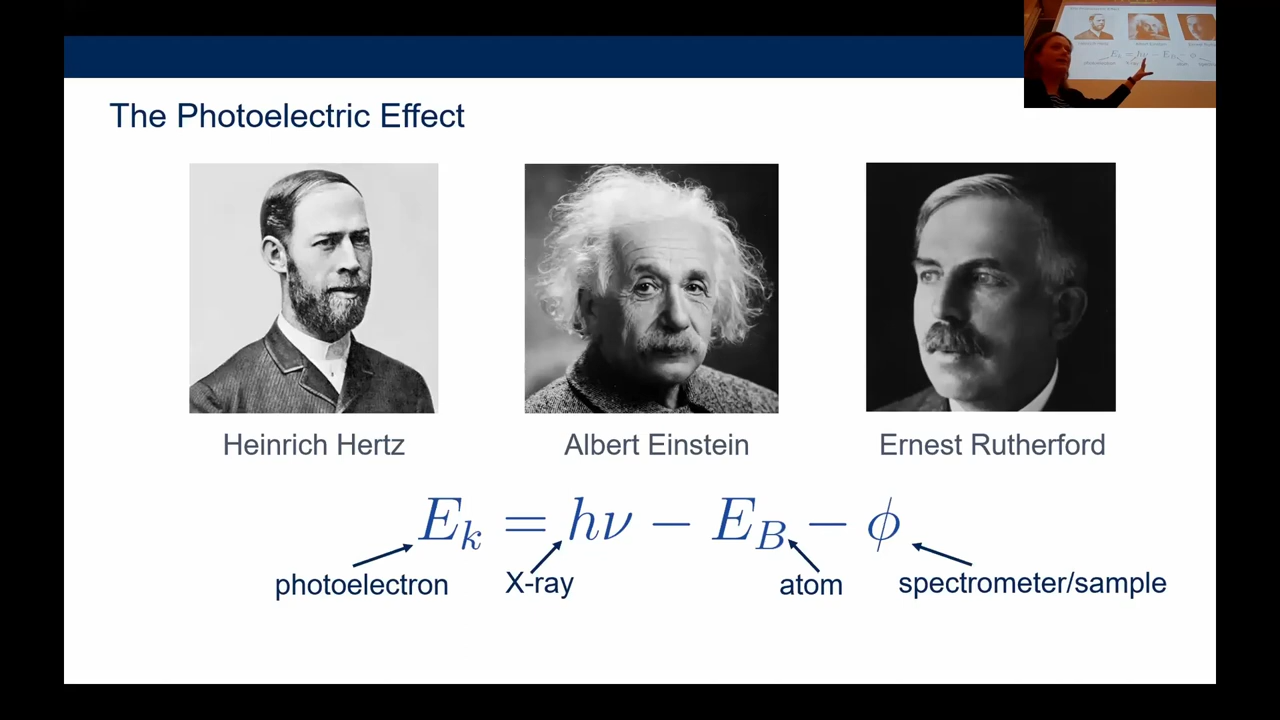 The Photoelectric Effect
Heinrich Hertz
Albert Einstein
Ernest Rutherford
E_k = hν − E_B − ϕ
photoelectron
X-ray
atom
spectrometer/sample